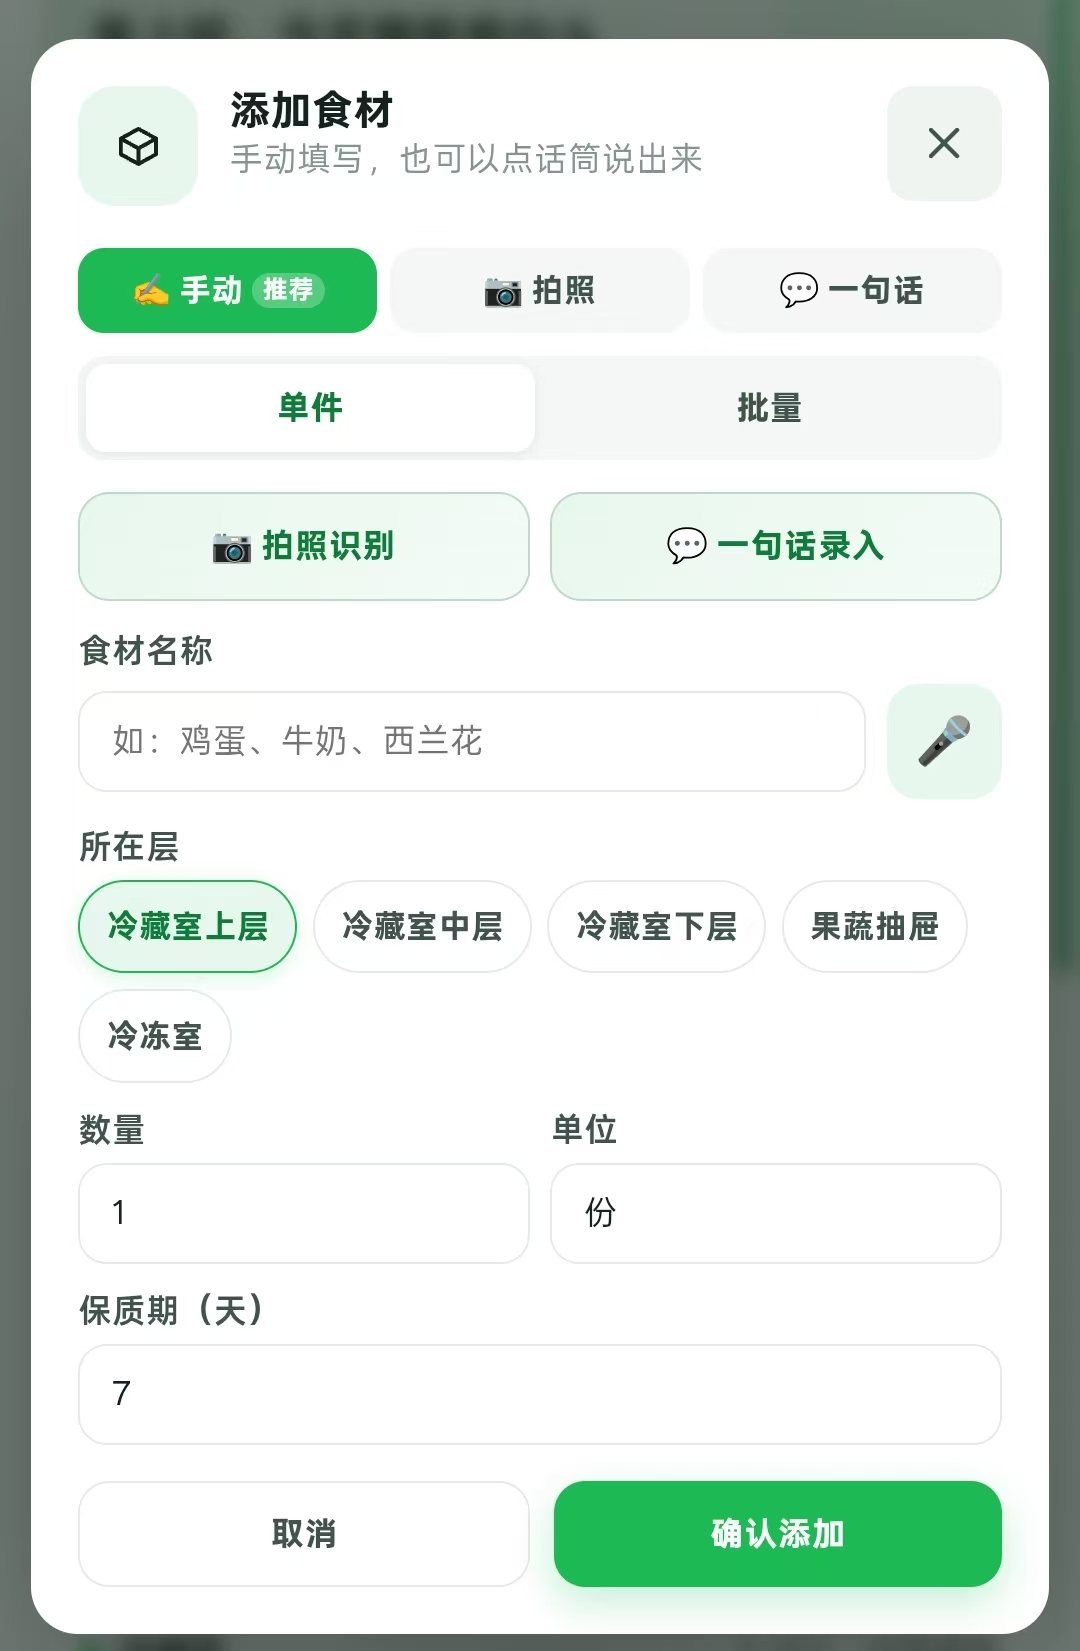 添加食材
手动填写，也可以点话筒说出来
✍️ 手动 推荐
📷 拍照
💬 一句话
单件
批量
📷 拍照识别
💬 一句话录入
食材名称
如：鸡蛋、牛奶、西兰花
所在层
冷藏室上层
冷藏室中层
冷藏室下层
果蔬抽屉
冷冻室
数量
单位
1
份
保质期（天）
7
取消
确认添加